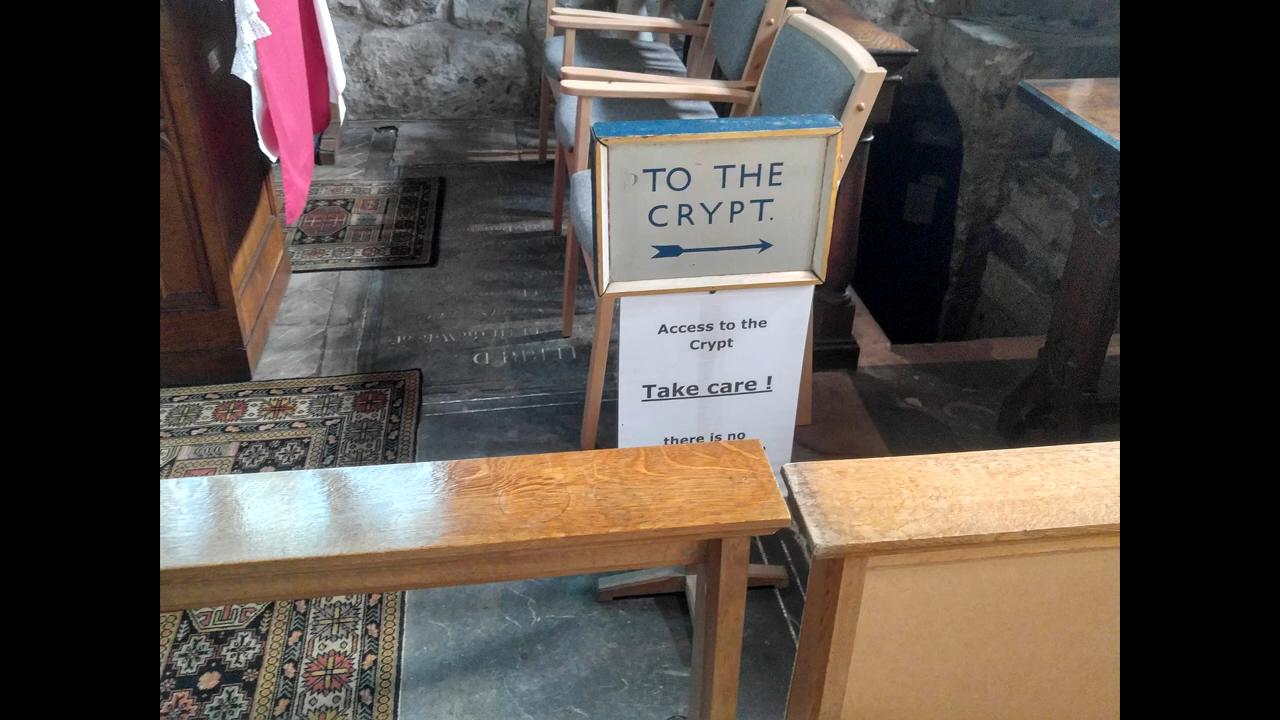 TO THE
CRYPT.
Access to the
Crypt
Take care !
there is no